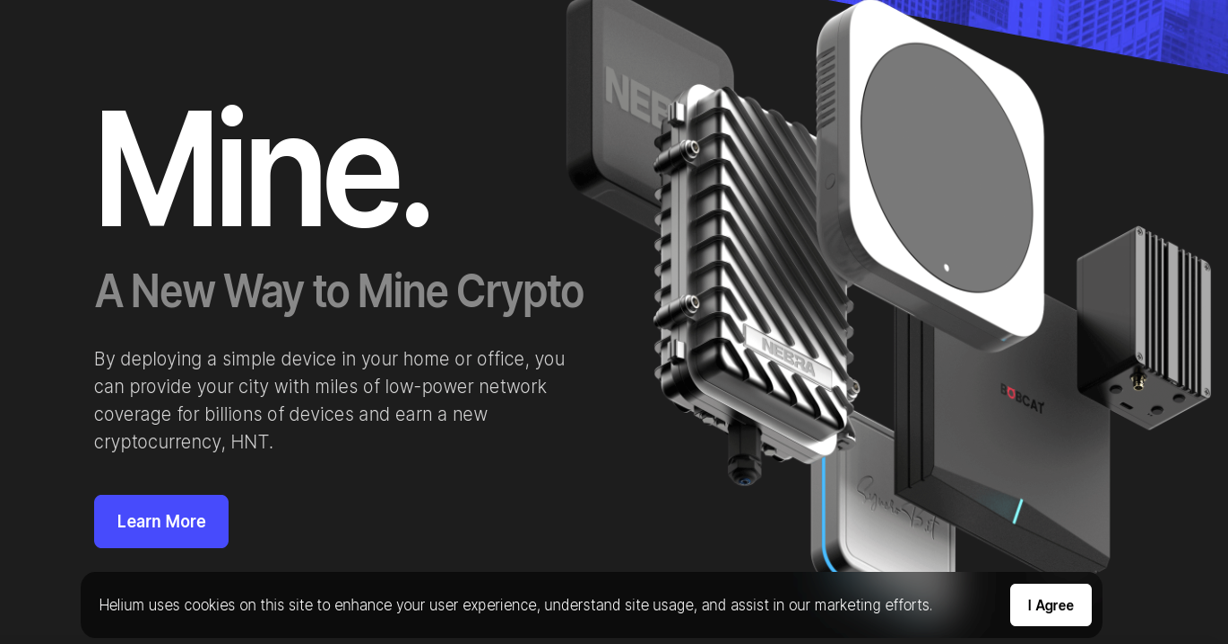 Mine.
A New Way to Mine Crypto
By deploying a simple device in your home or office, you
can provide your city with miles of low-power network
coverage for billions of devices and earn a new
cryptocurrency, HNT.
Learn More
NEBRA
BOBCAT
Helium uses cookies on this site to enhance your user experience, understand site usage, and assist in our marketing efforts.
I Agree